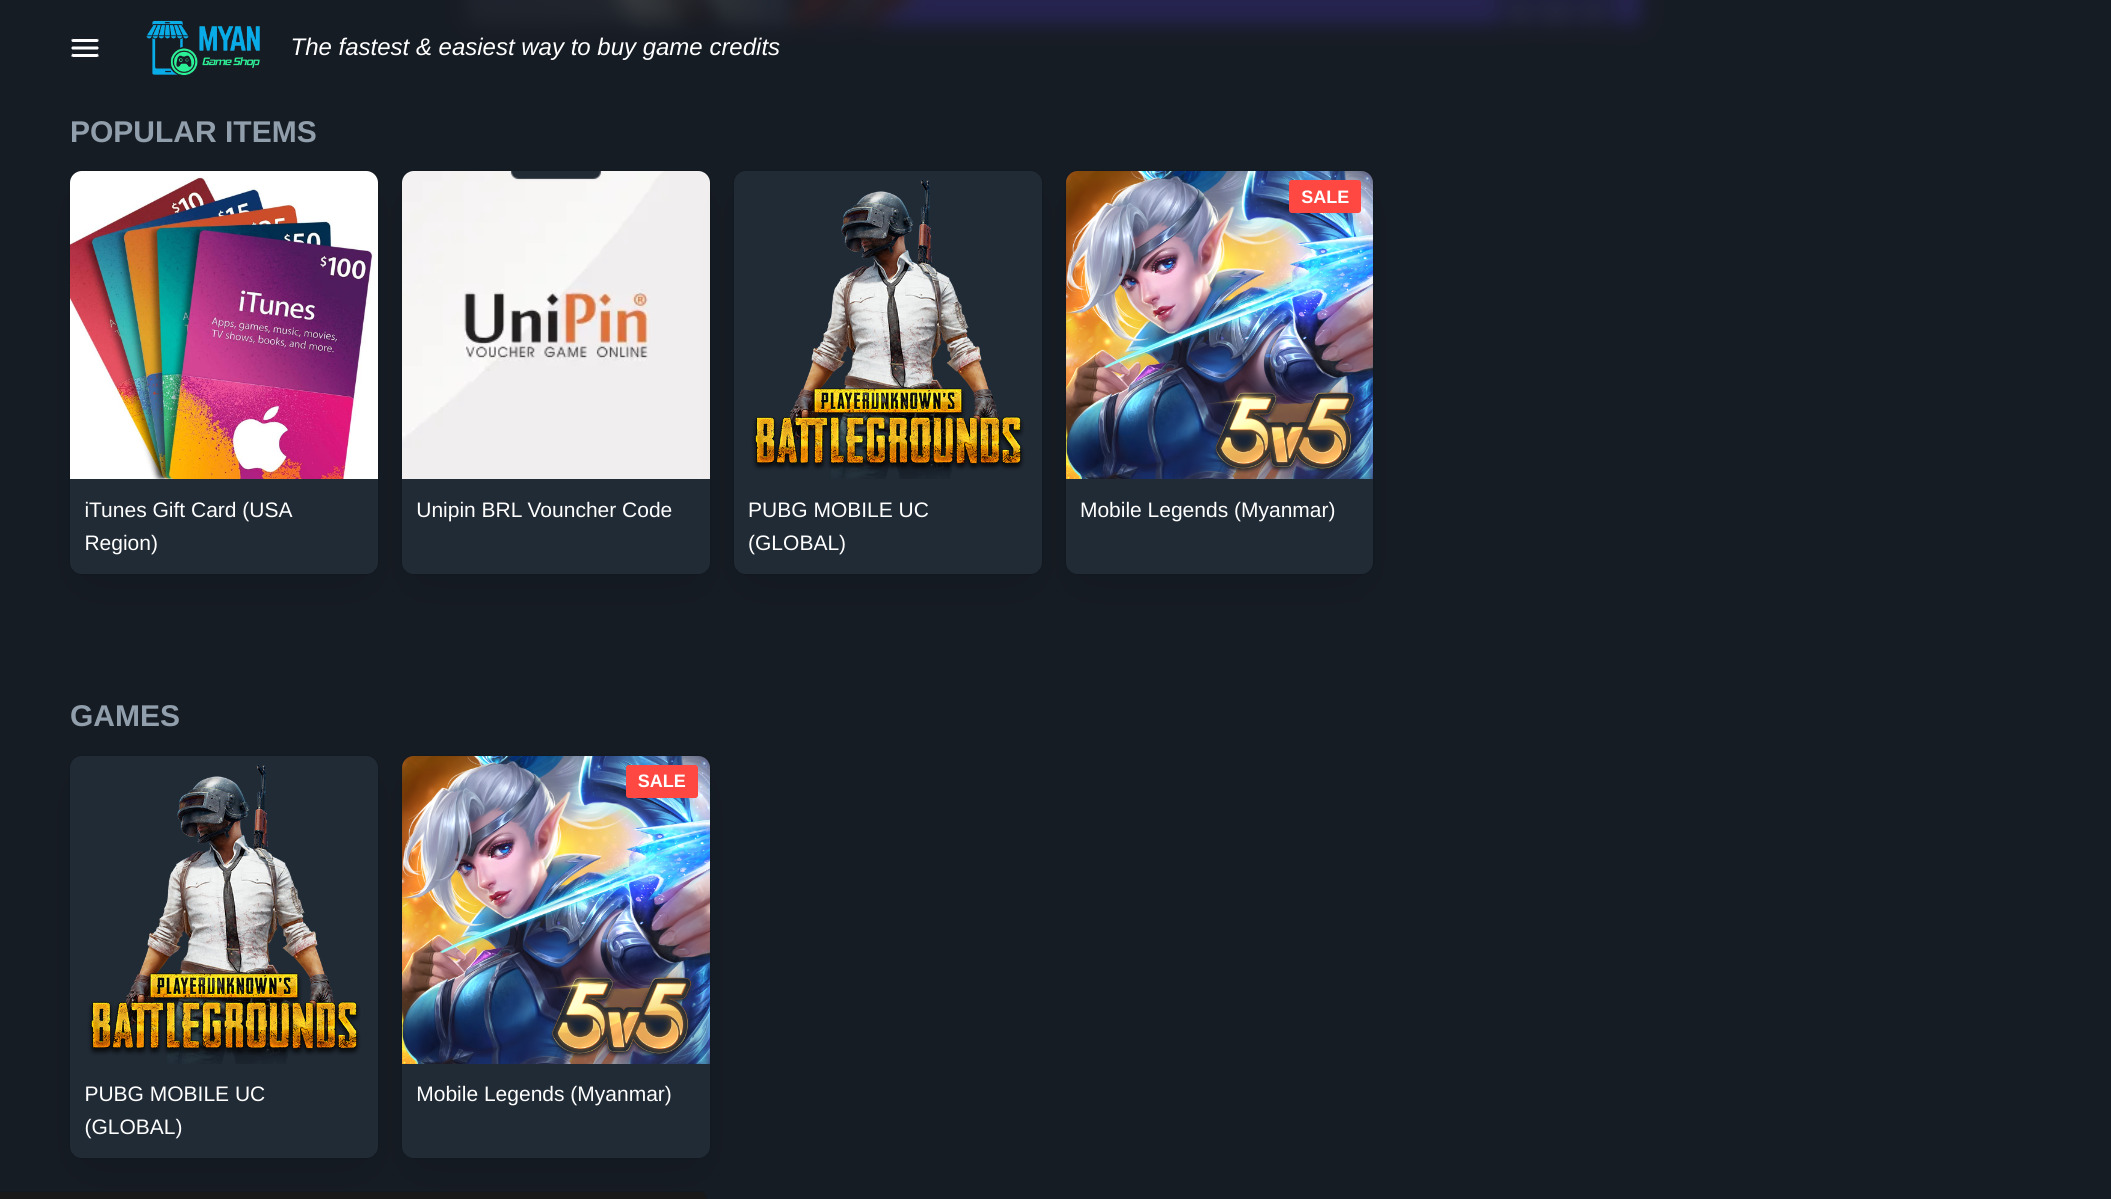 MYAN
Game Shop
The fastest & easiest way to buy game credits
POPULAR ITEMS
$10
$15
$50
$100
iTunes
Apps, games, music, movies,
TV shows, books, and more.
UniPin®
VOUCHER GAME ONLINE
PLAYERUNKNOWN'S
BATTLEGROUNDS
SALE
5v5
iTunes Gift Card (USA
Region)
Unipin BRL Vouncher Code
PUBG MOBILE UC
(GLOBAL)
Mobile Legends (Myanmar)
GAMES
PLAYERUNKNOWN'S
BATTLEGROUNDS
SALE
5v5
PUBG MOBILE UC
(GLOBAL)
Mobile Legends (Myanmar)